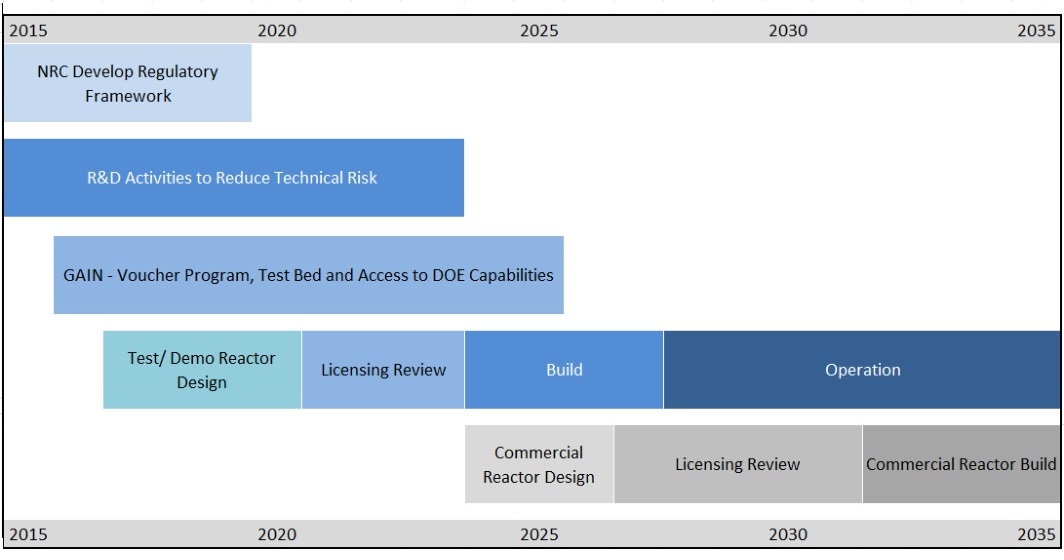 2015 2020 2025 2030 2035
NRC Develop Regulatory
Framework
R&D Activities to Reduce Technical Risk
GAIN - Voucher Program, Test Bed and Access to DOE Capabilities
Test/ Demo Reactor
Design
Licensing Review
Build
Operation
Commercial
Reactor Design
Licensing Review
Commercial Reactor Build
2015 2020 2025 2030 2035